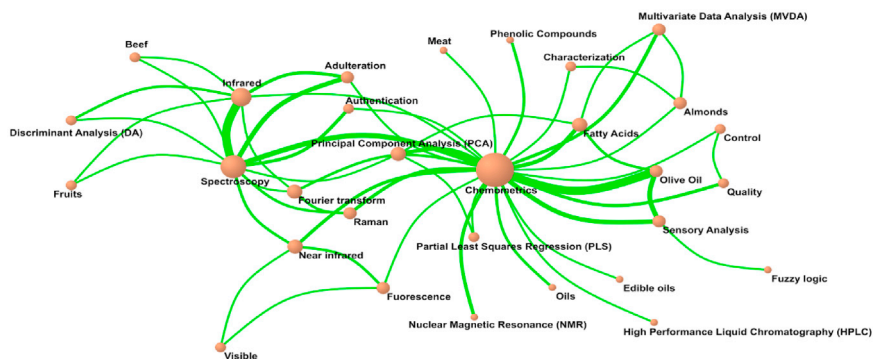 Multivariate Data Analysis (MVDA)
Phenolic Compounds
Beef
Meat
Characterization
Adulteration
Infrared
Authentication
Almonds
Discriminant Analysis (DA)
Fatty Acids
Control
Principal Component Analysis (PCA)
Olive Oil
Fruits
Spectroscopy
Chemometrics
Quality
Fourier transform
Raman
Sensory Analysis
Near infrared
Partial Least Squares Regression (PLS)
Fuzzy logic
Edible oils
Fuorescence
Oils
Nuclear Magnetic Resonance (NMR)
High Performance Liquid Chromatography (HPLC)
Visible